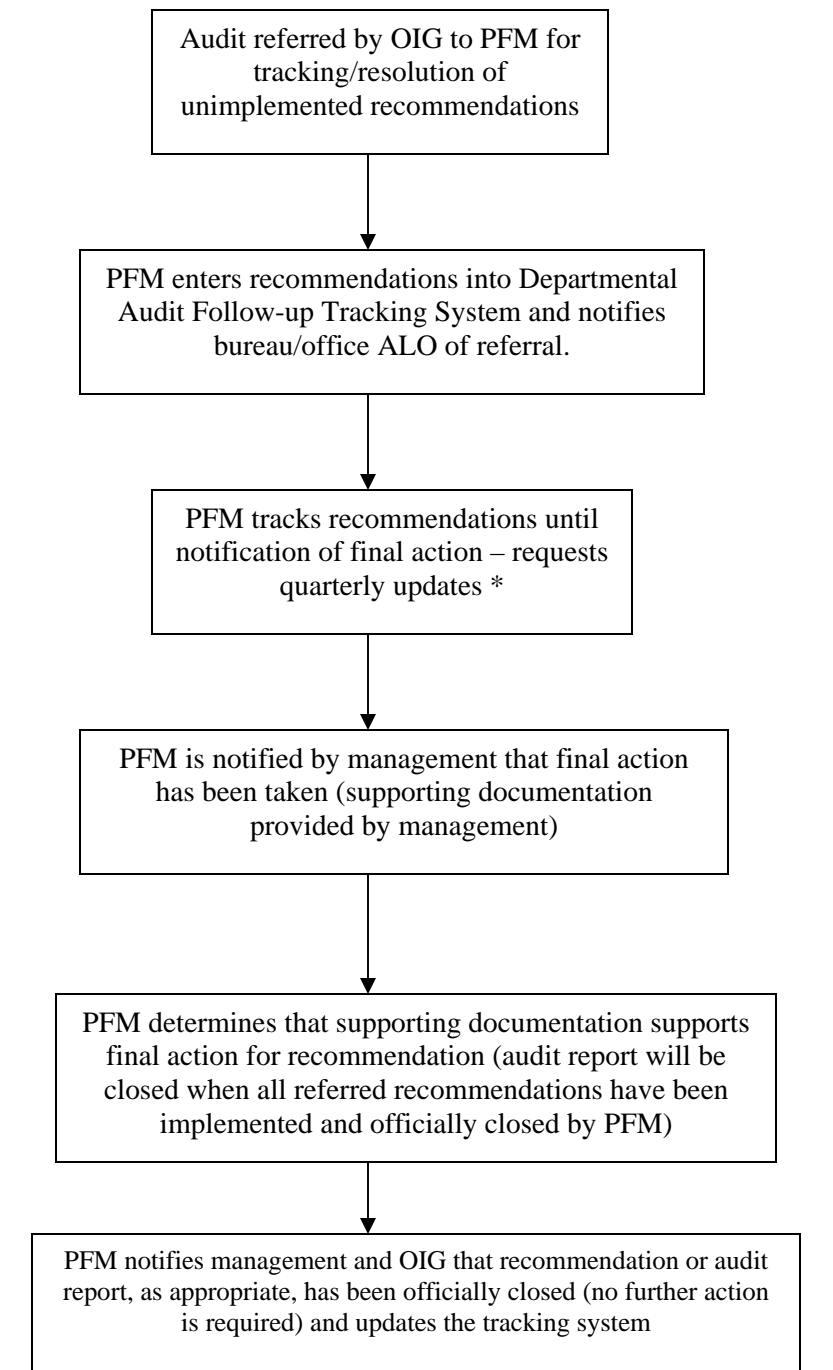 Audit referred by OIG to PFM for
tracking/resolution of
unimplemented recommendations
PFM enters recommendations into Departmental
Audit Follow-up Tracking System and notifies
bureau/office ALO of referral.
PFM tracks recommendations until
notification of final action – requests
quarterly updates *
PFM is notified by management that final action
has been taken (supporting documentation
provided by management)
PFM determines that supporting documentation supports
final action for recommendation (audit report will be
closed when all referred recommendations have been
implemented and officially closed by PFM)
PFM notifies management and OIG that recommendation or audit
report, as appropriate, has been officially closed (no further action
is required) and updates the tracking system